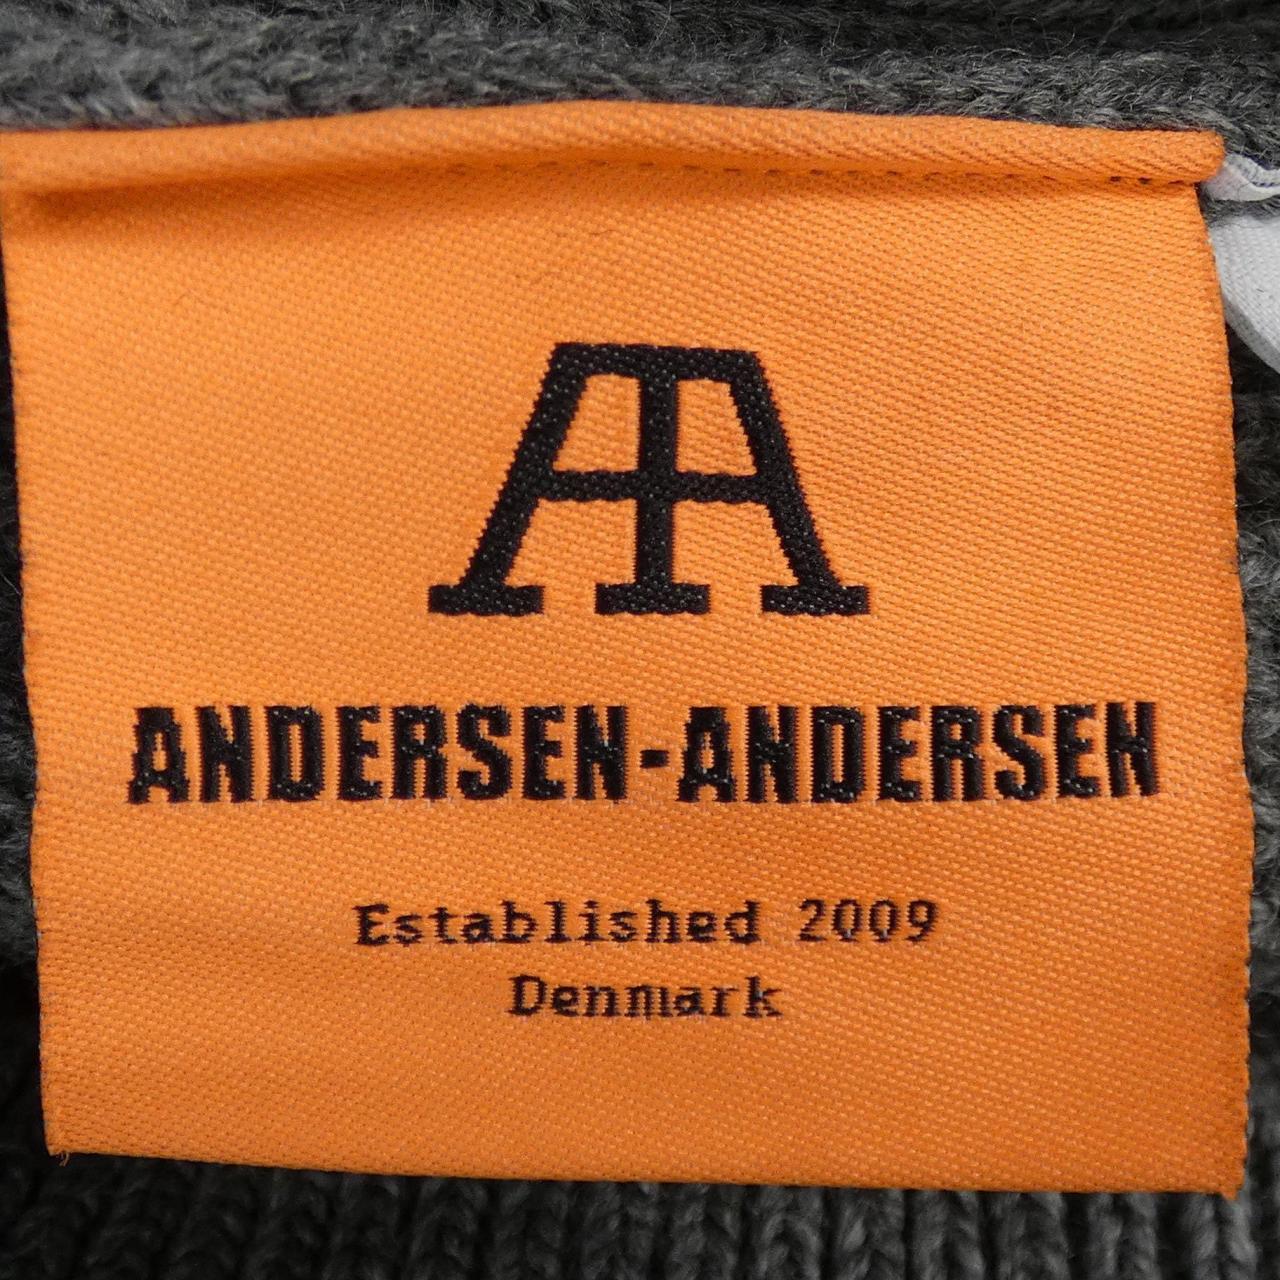 ANDERSEN-ANDERSEN
Established 2009
Denmark